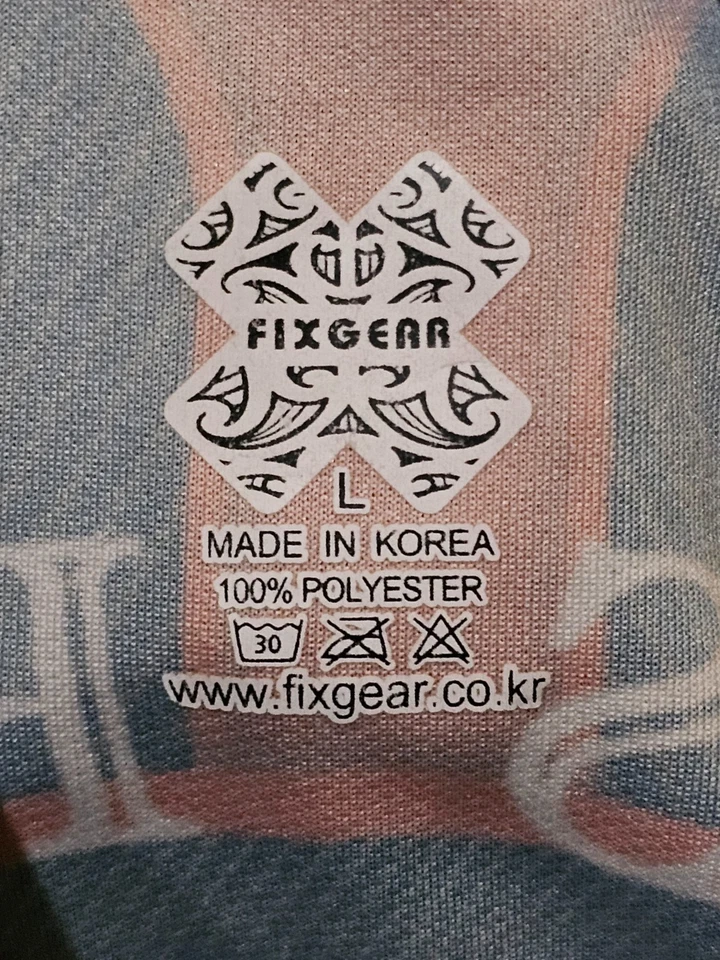 FIXGEAR
L
MADE IN KOREA
100% POLYESTER
30
www.fixgear.co.kr